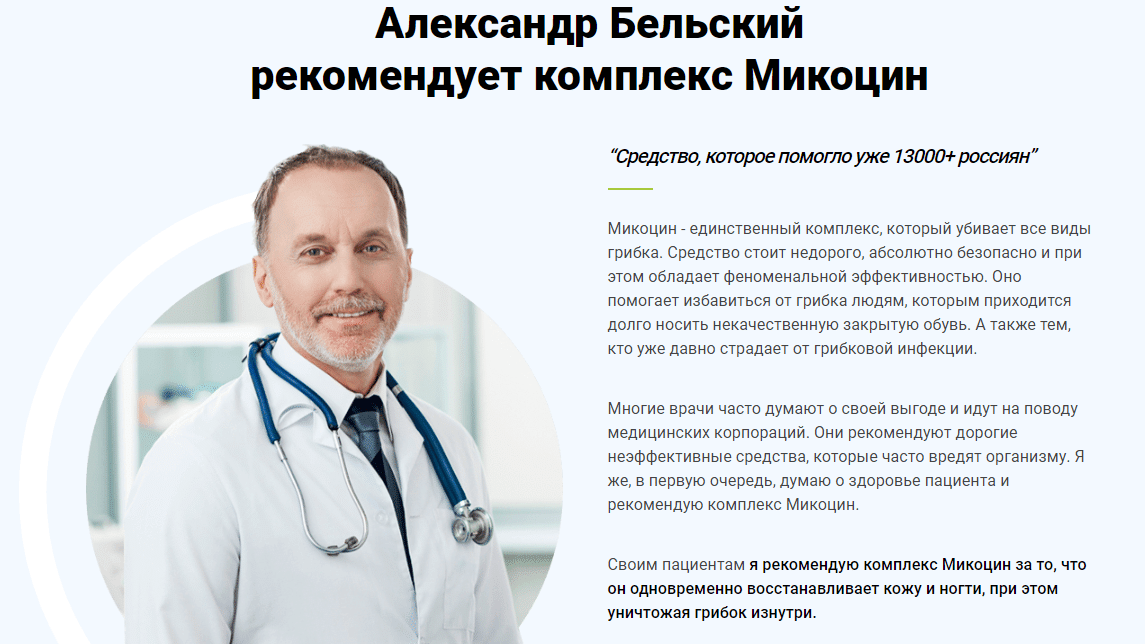 Александр Бельский
рекомендует комплекс Микоцин
“Средство, которое помогло уже 13000+ россиян”
Микоцин - единственный комплекс, который убивает все виды
грибка. Средство стоит недорого, абсолютно безопасно и при
этом обладает феноменальной эффективностью. Оно
помогает избавиться от грибка людям, которым приходится
долго носить некачественную закрытую обувь. А также тем,
кто уже давно страдает от грибковой инфекции.
Многие врачи часто думают о своей выгоде и идут на поводу
медицинских корпораций. Они рекомендуют дорогие
неэффективные средства, которые часто вредят организму. Я
же, в первую очередь, думаю о здоровье пациента и
рекомендую комплекс Микоцин.
Своим пациентам я рекомендую комплекс Микоцин за то, что
он одновременно восстанавливает кожу и ногти, при этом
уничтожая грибок изнутри.